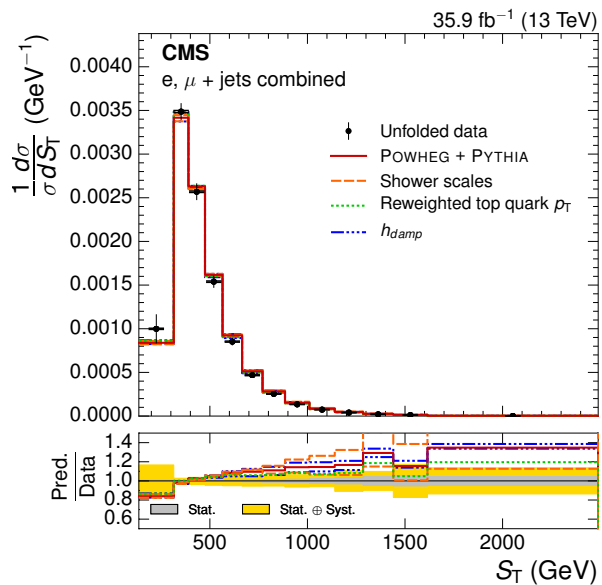 35.9 fb⁻¹ (13 TeV)
CMS
e, μ + jets combined
Unfolded data
POWHEG + PYTHIA
Shower scales
Reweighted top quark p_T
h_damp
1/σ dσ/dS_T (GeV⁻¹)
0.0040
0.0035
0.0030
0.0025
0.0020
0.0015
0.0010
0.0005
0.0000
Pred.
Data
1.4
1.2
1.0
0.8
0.6
Stat.
Stat. ⊕ Syst.
500 1000 1500 2000
S_T (GeV)